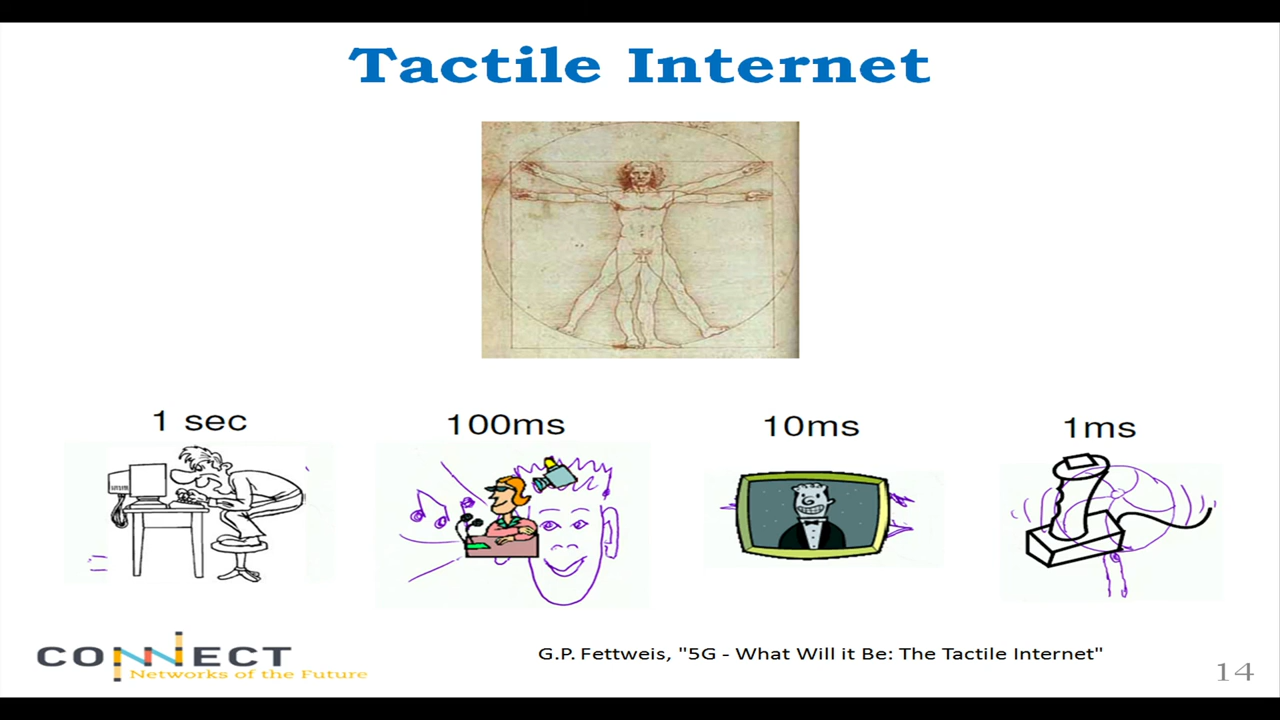 Tactile Internet
1 sec
100ms
10ms
1ms
CONNECT
Networks of the Future
G.P. Fettweis, "5G - What Will it Be: The Tactile Internet"
14